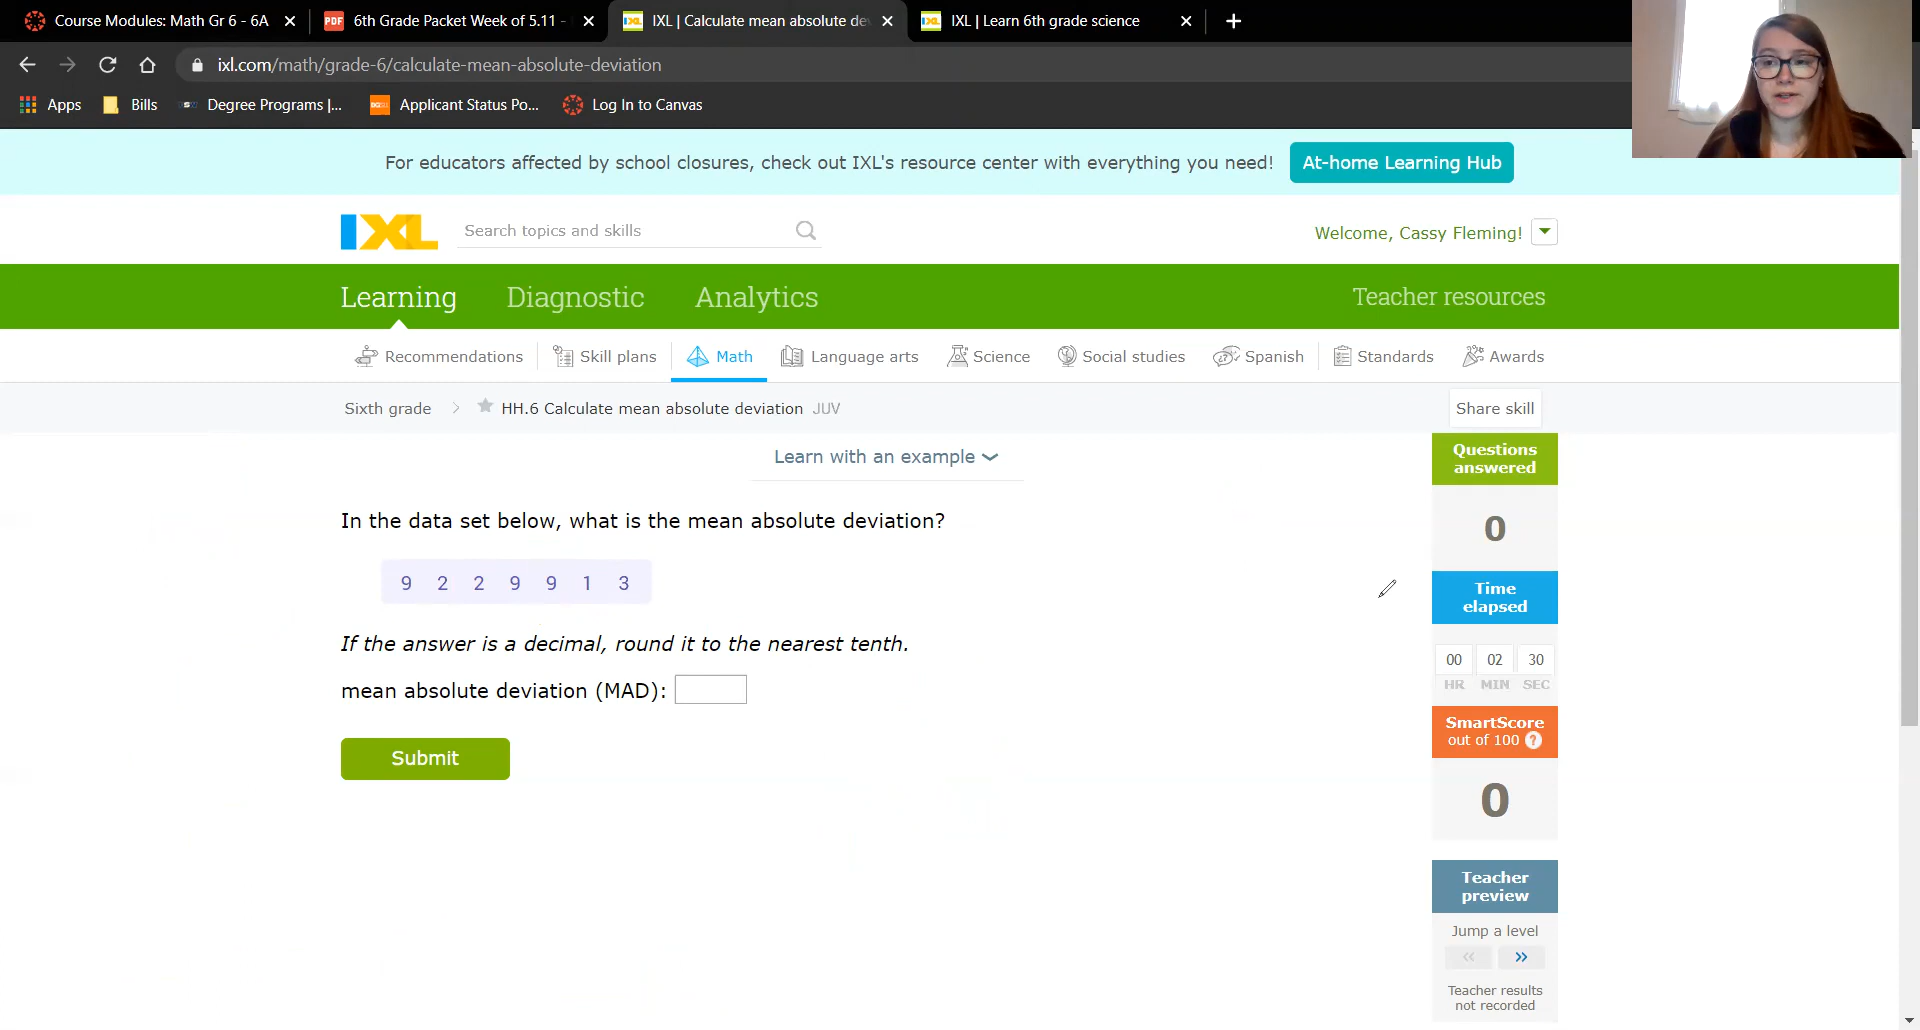 Course Modules: Math Gr 6 - 6A
PDF 6th Grade Packet Week of 5.11 -
IXL | Calculate mean absolute de
IXL | Learn 6th grade science
ixl.com/math/grade-6/calculate-mean-absolute-deviation
Apps Bills Degree Programs |... Applicant Status Po... Log In to Canvas
For educators affected by school closures, check out IXL's resource center with everything you need! At-home Learning Hub
IXL Search topics and skills Welcome, Cassy Fleming!
Learning Diagnostic Analytics Teacher resources
Recommendations Skill plans Math Language arts Science Social studies Spanish Standards Awards
Sixth grade > HH.6 Calculate mean absolute deviation JUV Share skill
Learn with an example
In the data set below, what is the mean absolute deviation?
9 2 2 9 9 1 3
If the answer is a decimal, round it to the nearest tenth.
mean absolute deviation (MAD):
Submit
Questions
answered
0
Time
elapsed
00 02 30
HR MIN SEC
SmartScore
out of 100 ?
0
Teacher
preview
Jump a level
Teacher results
not recorded